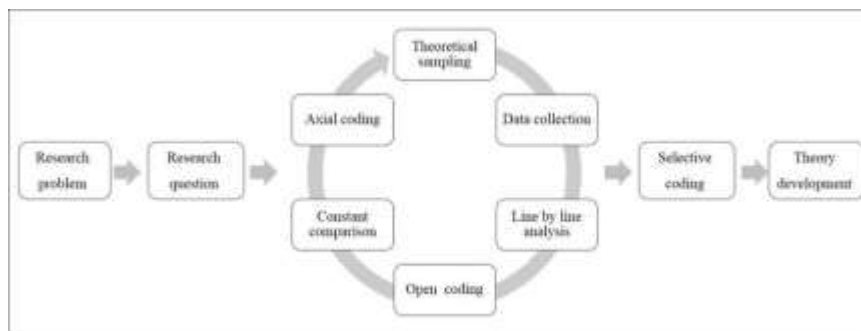 Research
problem
Research
question
Theoretical
sampling
Data collection
Line by line
analysis
Open coding
Constant
comparison
Axial coding
Selective
coding
Theory
development